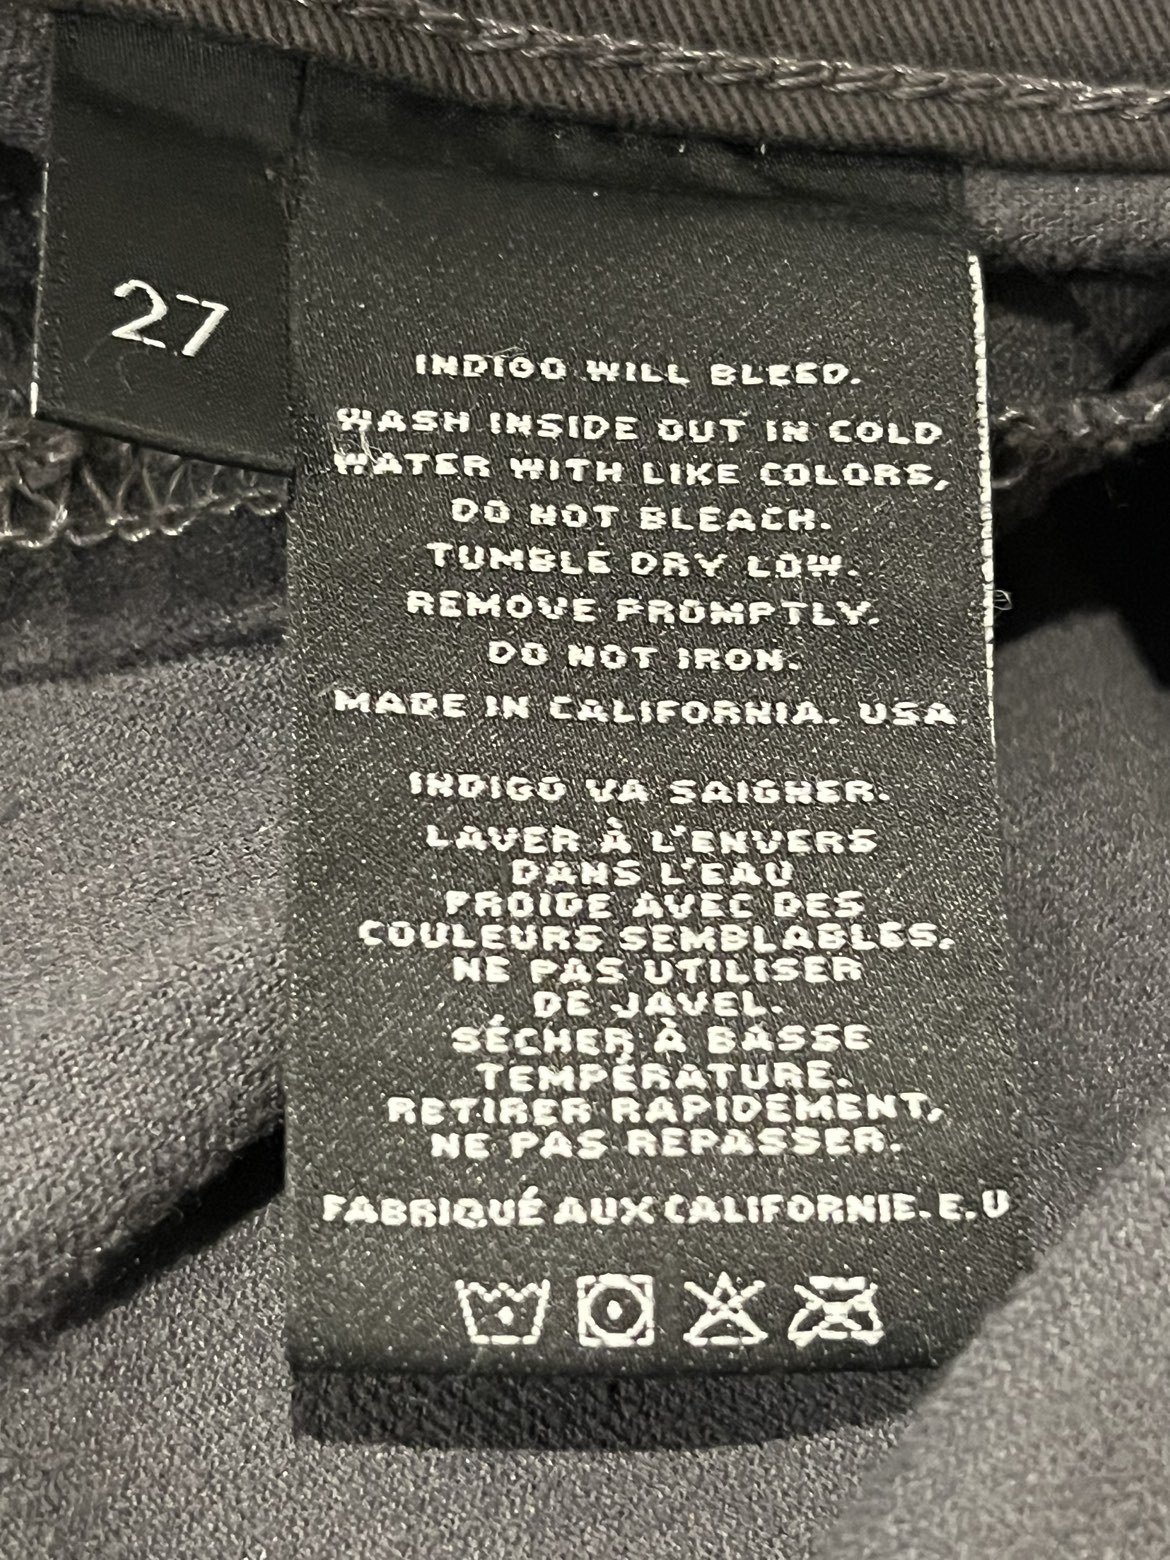 27
INDIGO WILL BLEED.
WASH INSIDE OUT IN COLD
WATER WITH LIKE COLORS,
DO NOT BLEACH.
TUMBLE DRY LOW.
REMOVE PROMPTLY.
DO NOT IRON.
MADE IN CALIFORNIA. USA
INDIGO VA SAIGNER.
LAVER À L'ENVERS
DANS L'EAU
FROIDE AVEC DES
COULEURS SEMBLABLES.
NE PAS UTILISER
DE JAVEL.
SÉCHER À BASSE
TEMPÉRATURE.
RETIRER RAPIDEMENT,
NE PAS REPASSER.
FABRIQUÉ AUX CALIFORNIE. E.U